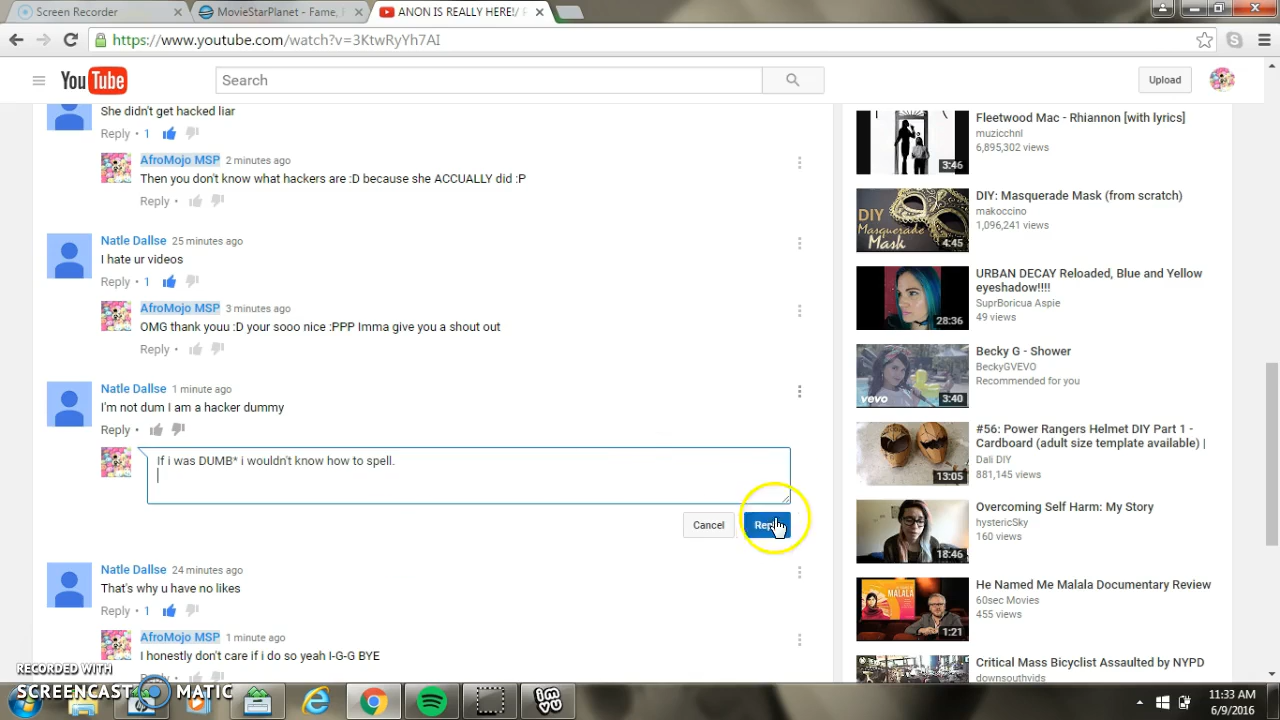 Screen Recorder
MovieStarPlanet - Fame, F
ANON IS REALLY HERE!/ F
https://www.youtube.com/watch?v=3KtwRyYh7AI
YouTube
Search
Upload
She didn't get hacked liar
Reply • 1
AfroMojo MSP 2 minutes ago
Then you don't know what hackers are :D because she ACCUALLY did :P
Reply •
Natle Dallse 25 minutes ago
I hate ur videos
Reply • 1
AfroMojo MSP 3 minutes ago
OMG thank youu :D your sooo nice :PPP Imma give you a shout out
Reply •
Natle Dallse 1 minute ago
I'm not dum I am a hacker dummy
Reply •
If i was DUMB* i wouldn't know how to spell.
Cancel
Natle Dallse 24 minutes ago
That's why u have no likes
Reply • 1
AfroMojo MSP 1 minute ago
I honestly don't care if i do so yeah I-G-G BYE
Fleetwood Mac - Rhiannon [with lyrics]
muzicchnl
6,895,302 views
3:46
DIY: Masquerade Mask (from scratch)
makoccino
1,096,241 views
DIY
Masquerade
Mask
4:45
URBAN DECAY Reloaded, Blue and Yellow
eyeshadow!!!!
SuprBoricua Aspie
49 views
28:36
Becky G - Shower
BeckyGVEVO
Recommended for you
vevo
3:40
#56: Power Rangers Helmet DIY Part 1 -
Cardboard (adult size template available) |
Dali DIY
881,145 views
13:05
Overcoming Self Harm: My Story
hystericSky
160 views
18:46
He Named Me Malala Documentary Review
60sec Movies
455 views
1:21
Critical Mass Bicyclist Assaulted by NYPD
downsouthvids
RECORDED WITH
SCREENCAST MATIC
11:33 AM
6/9/2016